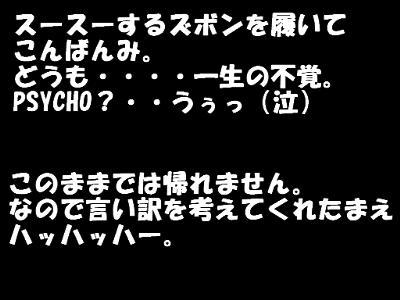 スースーするズボンを履いて
こんばんみ。
どうも・・・・一生の不覚。
PSYCHO？・・うぅっ（泣）
このままでは帰れません。
なので言い訳を考えてくれたまえ
ハッハッハー。